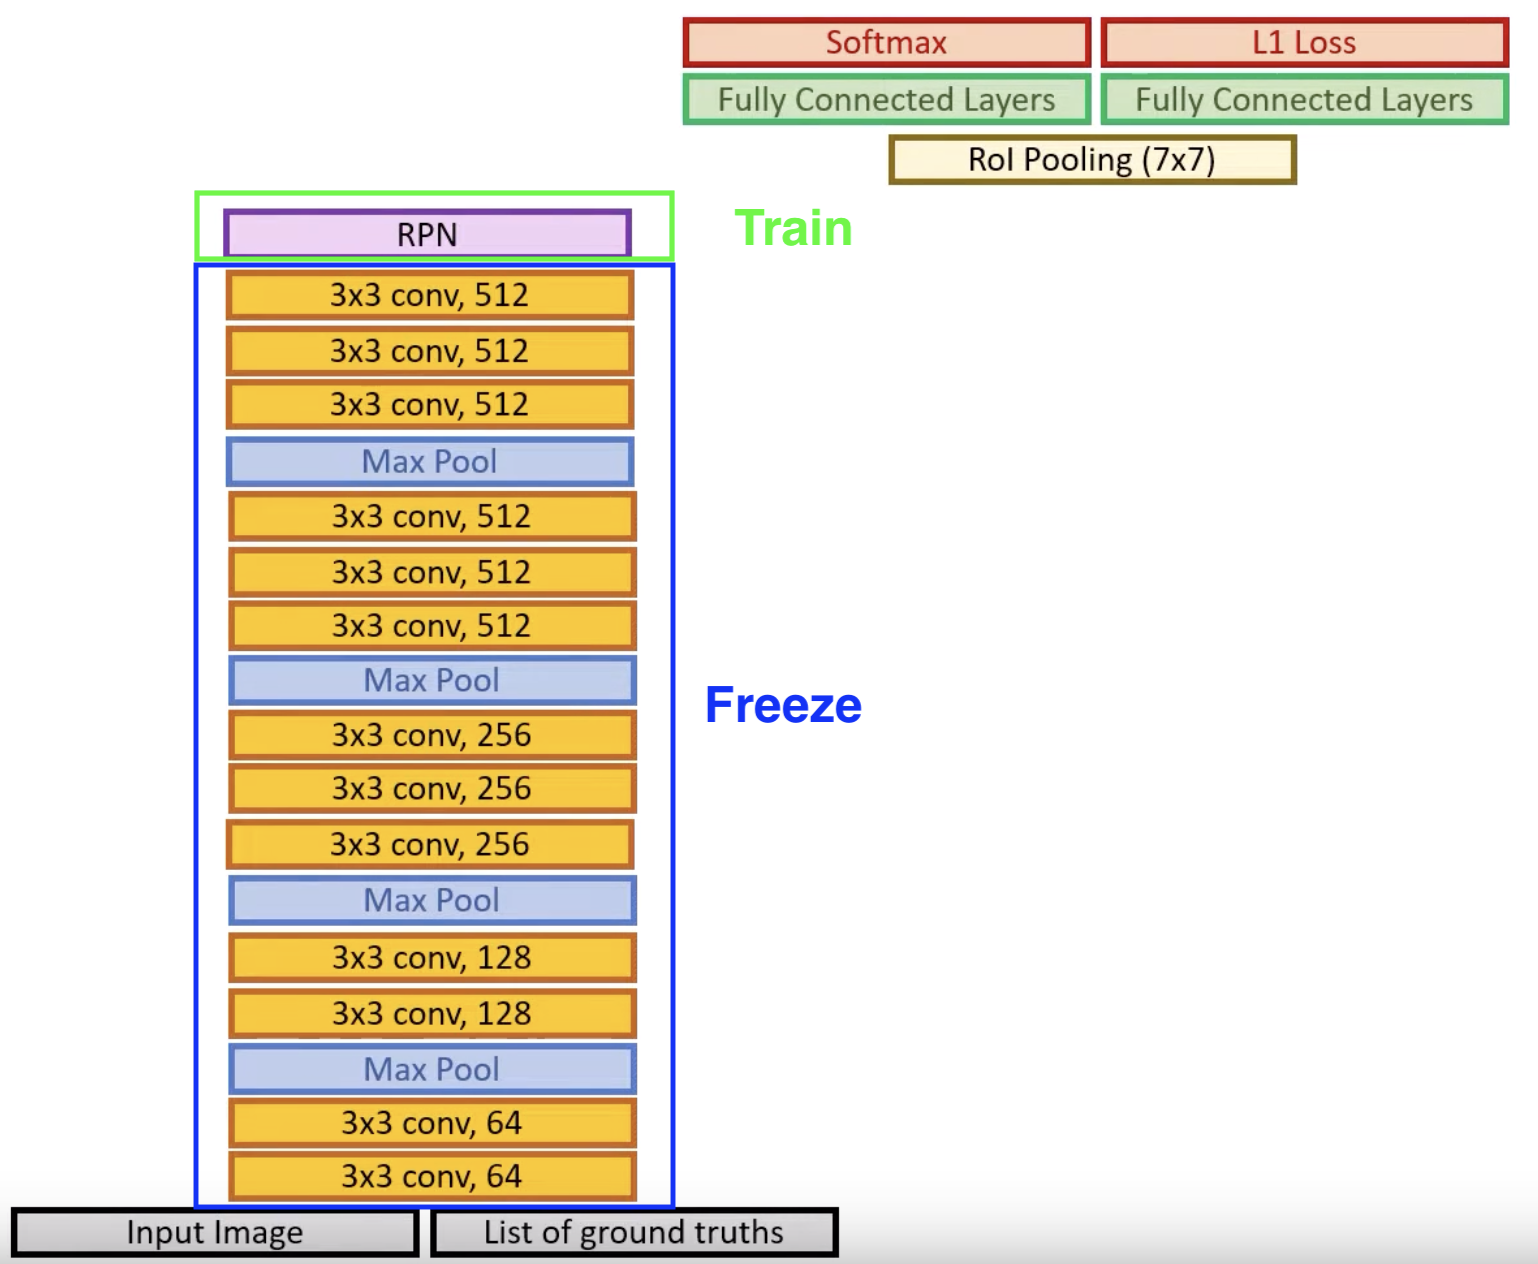 Softmax
L1 Loss
Fully Connected Layers
Fully Connected Layers
RoI Pooling (7x7)
RPN
Train
3x3 conv, 512
3x3 conv, 512
3x3 conv, 512
Max Pool
3x3 conv, 512
3x3 conv, 512
3x3 conv, 512
Max Pool
Freeze
3x3 conv, 256
3x3 conv, 256
3x3 conv, 256
Max Pool
3x3 conv, 128
3x3 conv, 128
Max Pool
3x3 conv, 64
3x3 conv, 64
Input Image
List of ground truths